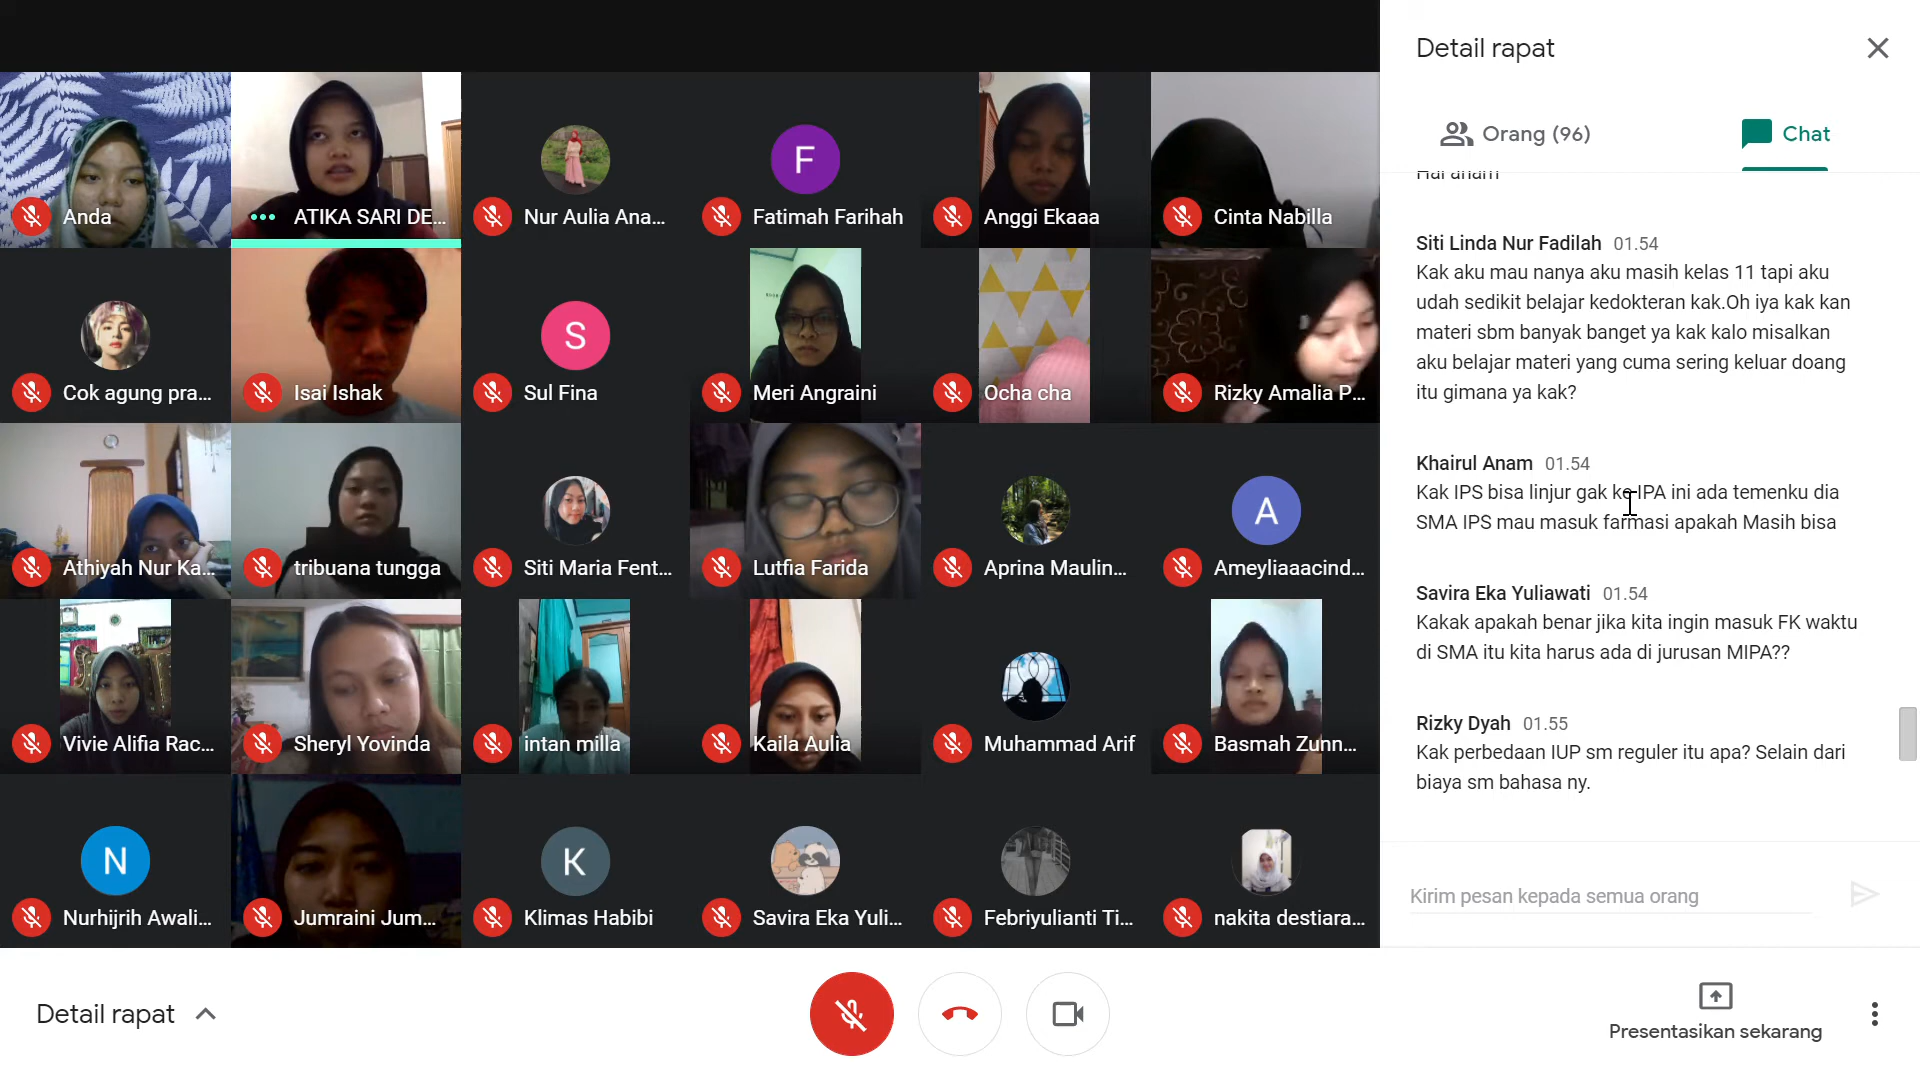 Anda
ATIKA SARI DE...
Nur Aulia Ana...
F
Fatimah Farihah
Anggi Ekaaa
Cinta Nabilla
Cok agung pra...
Isai Ishak
S
Sul Fina
Meri Angraini
Ocha cha
Rizky Amalia P...
Athiyah Nur Ka...
tribuana tungga
Siti Maria Fent...
Lutfia Farida
Aprina Maulin...
A
Ameyliaaacind...
Vivie Alifia Rac...
Sheryl Yovinda
intan milla
Kaila Aulia
Muhammad Arif
Basmah Zunn...
N
Nurhijrih Awali...
Jumraini Jum...
K
Klimas Habibi
Savira Eka Yuli...
Febriyulianti Ti...
nakita destiara...
Detail rapat
Orang (96)
Chat
Hai anam
Siti Linda Nur Fadilah 01.54
Kak aku mau nanya aku masih kelas 11 tapi aku
udah sedikit belajar kedokteran kak.Oh iya kak kan
materi sbm banyak banget ya kak kalo misalkan
aku belajar materi yang cuma sering keluar doang
itu gimana ya kak?
Khairul Anam 01.54
Kak IPS bisa linjur gak ke IPA ini ada temenku dia
SMA IPS mau masuk farmasi apakah Masih bisa
Savira Eka Yuliawati 01.54
Kakak apakah benar jika kita ingin masuk FK waktu
di SMA itu kita harus ada di jurusan MIPA??
Rizky Dyah 01.55
Kak perbedaan IUP sm reguler itu apa? Selain dari
biaya sm bahasa ny.
Kirim pesan kepada semua orang
Detail rapat
Presentasikan sekarang